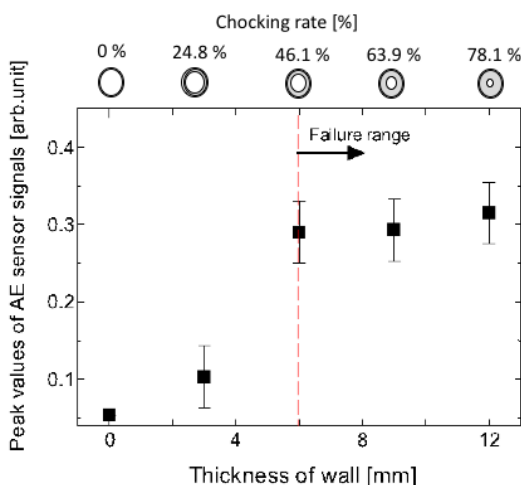 Chocking rate [%]
0 % 24.8 % 46.1 % 63.9 % 78.1 %
Peak values of AE sensor signals [arb.unit]
Failure range
0.4
0.3
0.2
0.1
0 4 8 12
Thickness of wall [mm]